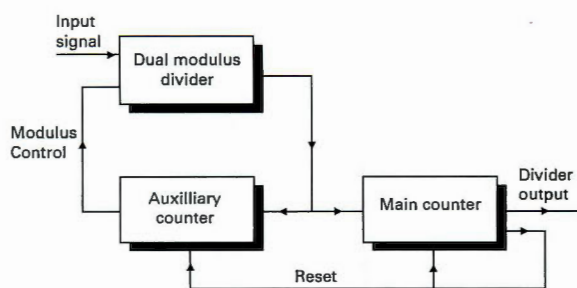 Input
signal
Dual modulus
divider
Modulus
Control
Auxilliary
counter
Main counter
Divider
output
Reset